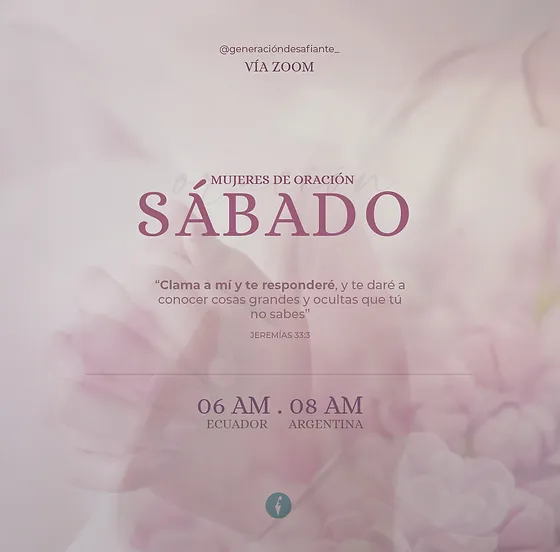 @generacióndesafiante_
VÍA ZOOM
MUJERES DE ORACIÓN
SÁBADO
“Clama a mí y te responderé, y te daré a
conocer cosas grandes y ocultas que tú
no sabes”
JEREMÍAS 33:3
06 AM . 08 AM
ECUADOR ARGENTINA